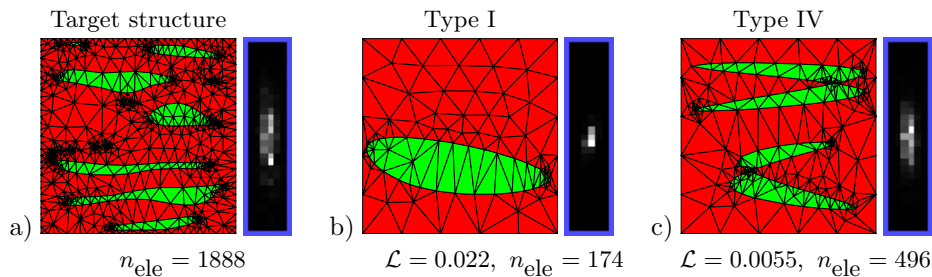 Target structure
Type I
Type IV
a)
b)
c)
n_ele = 1888
ℒ = 0.022, n_ele = 174
ℒ = 0.0055, n_ele = 496